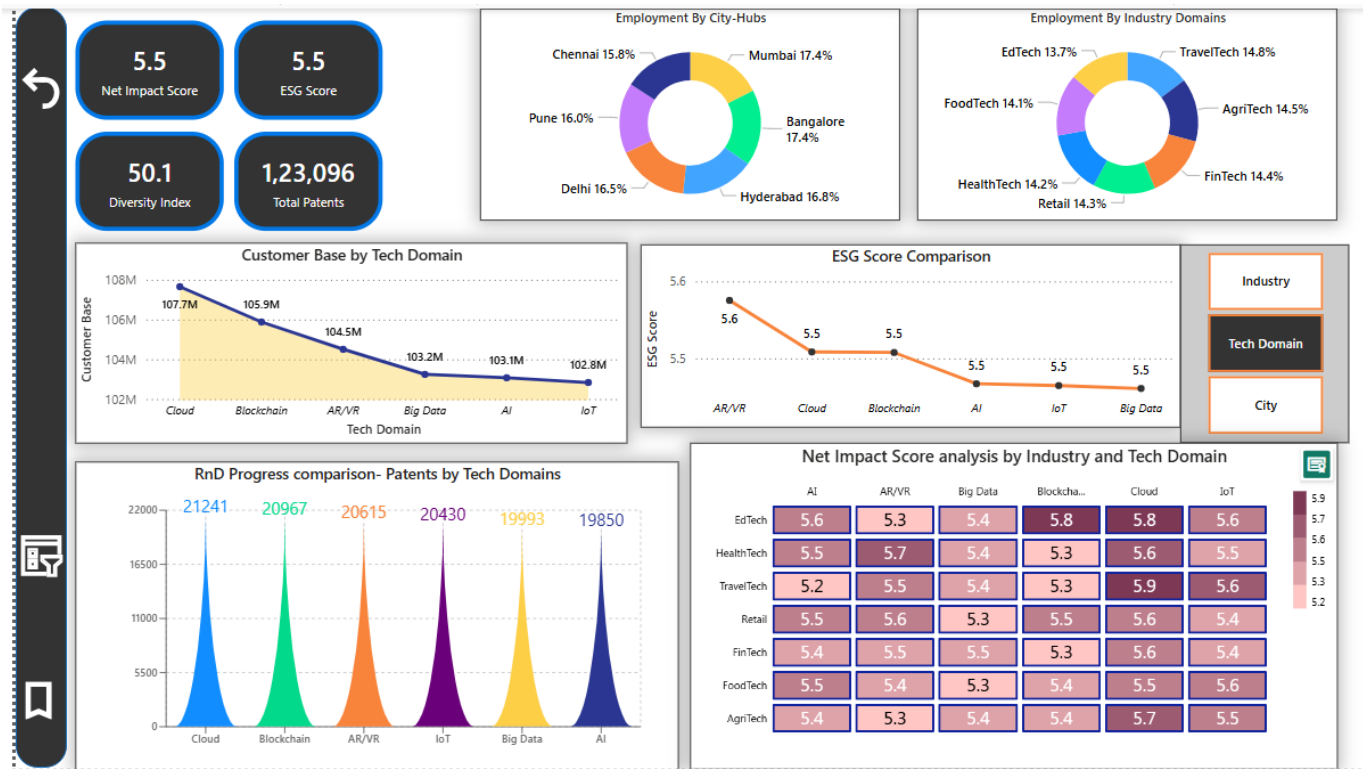 5.5
Net Impact Score
5.5
ESG Score
50.1
Diversity Index
1,23,096
Total Patents
Employment By City-Hubs
Chennai 15.8%
Mumbai 17.4%
Pune 16.0%
Bangalore
17.4%
Delhi 16.5%
Hyderabad 16.8%
Employment By Industry Domains
EdTech 13.7%
TravelTech 14.8%
FoodTech 14.1%
AgriTech 14.5%
HealthTech 14.2%
FinTech 14.4%
Retail 14.3%
Customer Base by Tech Domain
Customer Base
108M
106M
104M
102M
107.7M
105.9M
104.5M
103.2M
103.1M
102.8M
Cloud
Blockchain
AR/VR
Big Data
AI
IoT
Tech Domain
ESG Score Comparison
ESG Score
5.6
5.5
5.6
5.5
5.5
5.5
5.5
5.5
AR/VR
Cloud
Blockchain
AI
IoT
Big Data
Industry
Tech Domain
City
RnD Progress comparison- Patents by Tech Domains
22000
16500
11000
5500
0
21241
20967
20615
20430
19993
19850
Cloud
Blockchain
AR/VR
IoT
Big Data
AI
Net Impact Score analysis by Industry and Tech Domain
AI AR/VR Big Data Blockcha... Cloud IoT
EdTech 5.6 5.3 5.4 5.8 5.8 5.6
HealthTech 5.5 5.7 5.4 5.3 5.6 5.5
TravelTech 5.2 5.5 5.4 5.3 5.9 5.6
Retail 5.5 5.6 5.3 5.5 5.6 5.4
FinTech 5.4 5.5 5.5 5.3 5.6 5.4
FoodTech 5.5 5.4 5.3 5.4 5.5 5.6
AgriTech 5.4 5.3 5.4 5.4 5.7 5.5
5.9
5.7
5.6
5.5
5.3
5.2